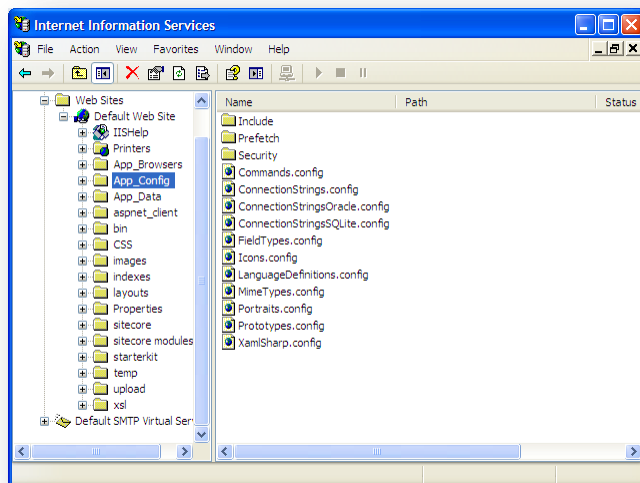 Internet Information Services
File Action View Favorites Window Help
Web Sites
Default Web Site
IISHelp
Printers
App_Browsers
App_Config
App_Data
aspnet_client
bin
CSS
images
indexes
layouts
Properties
sitecore
sitecore modules
starterkit
temp
upload
xsl
Default SMTP Virtual Ser
Name Path Status
Include
Prefetch
Security
Commands.config
ConnectionStrings.config
ConnectionStringsOracle.config
ConnectionStringsSQLite.config
FieldTypes.config
Icons.config
LanguageDefinitions.config
MimeTypes.config
Portraits.config
Prototypes.config
XamlSharp.config